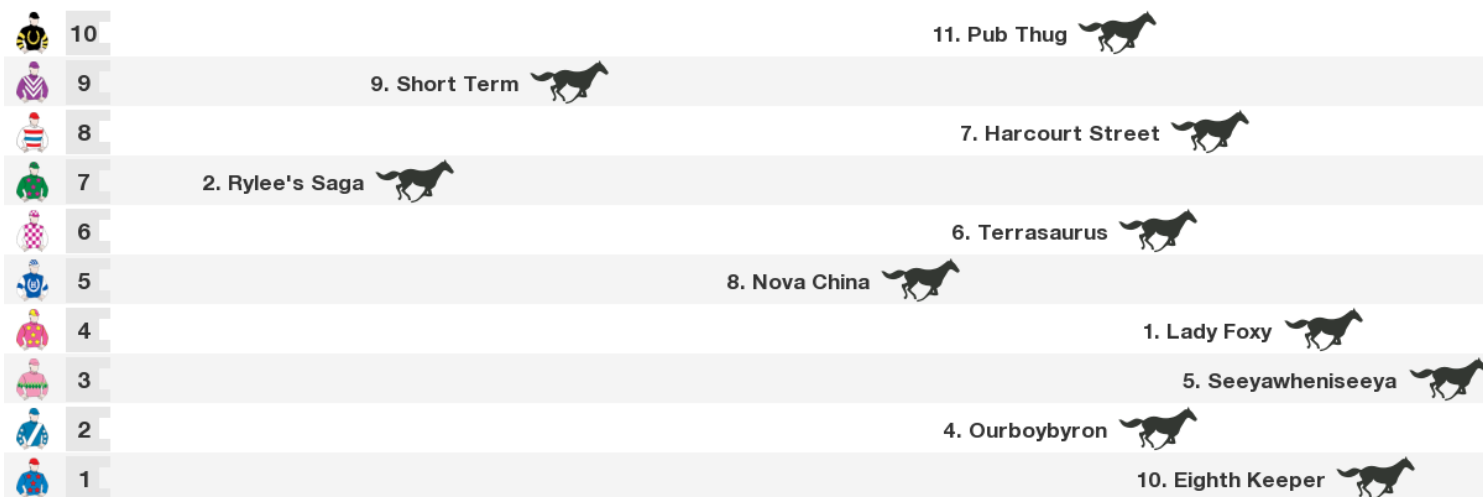 10 11. Pub Thug
9 9. Short Term
8 7. Harcourt Street
7 2. Rylee's Saga
6 6. Terrasaurus
5 8. Nova China
4 1. Lady Foxy
3 5. Seeyawheniseeya
2 4. Ourboybyron
1 10. Eighth Keeper